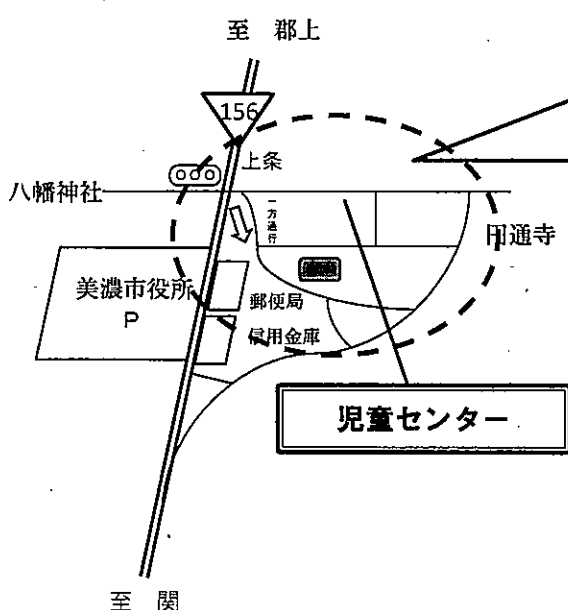 至 郡上
156
上条
八幡神社
一方通行
円通寺
美濃市役所
P
郵便局
信用金庫
児童センター
至 関